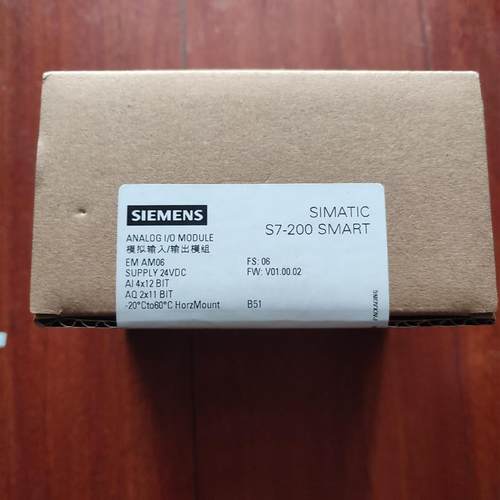 SIEMENS
SIMATIC
S7-200 SMART
ANALOG I/O MODULE
模拟输入/输出模组
EM AM06 FS: 06
SUPPLY 24VDC FW: V01.00.02
AI 4x12 BIT
AQ 2x11 BIT
-20°Cto60°C HorzMount B51
PACKAGING